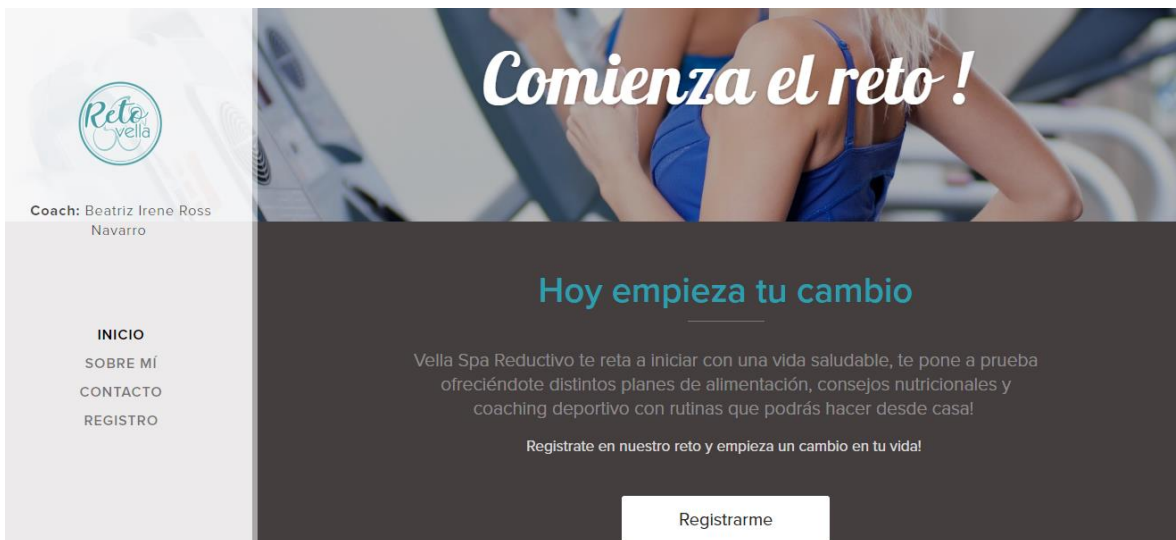 Reto
vella
Coach: Beatriz Irene Ross
Navarro
INICIO
SOBRE MÍ
CONTACTO
REGISTRO
Comienza el reto !
Hoy empieza tu cambio
Vella Spa Reductivo te reta a iniciar con una vida saludable, te pone a prueba
ofreciéndote distintos planes de alimentación, consejos nutricionales y
coaching deportivo con rutinas que podrás hacer desde casa!
Registrate en nuestro reto y empieza un cambio en tu vida!
Registrarme